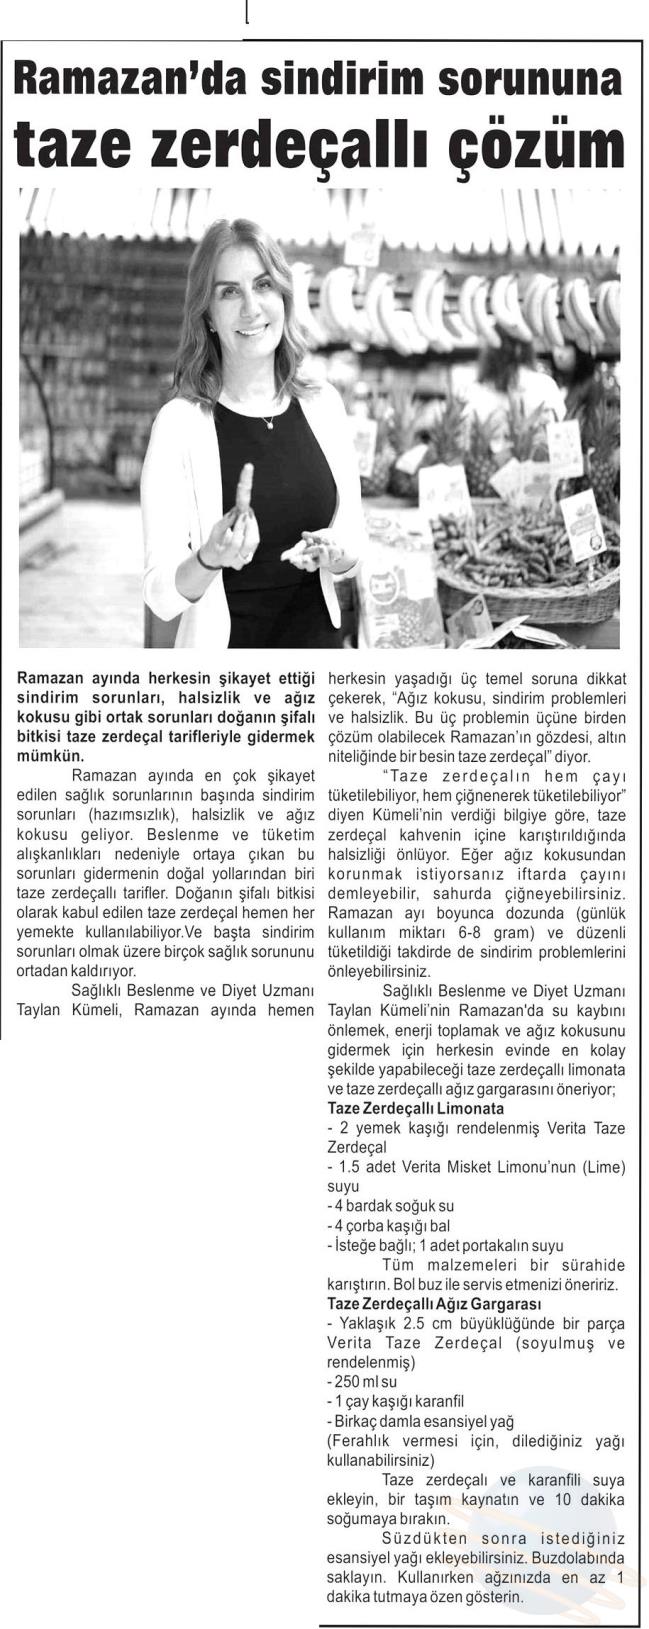 Ramazan’da sindirim sorununa
taze zerdeçallı çözüm
Ramazan ayında herkesin şikayet ettiği
sindirim sorunları, halsizlik ve ağız
kokusu gibi ortak sorunları doğanın şifalı
bitkisi taze zerdeçal tarifleriyle gidermek
mümkün.
Ramazan ayında en çok şikayet
edilen sağlık sorunlarının başında sindirim
sorunları (hazımsızlık), halsizlik ve ağız
kokusu geliyor. Beslenme ve tüketim
alışkanlıkları nedeniyle ortaya çıkan bu
sorunları gidermenin doğal yollarından biri
taze zerdeçallı tarifler. Doğanın şifalı bitkisi
olarak kabul edilen taze zerdeçal hemen her
yemekte kullanılabiliyor.Ve başta sindirim
sorunları olmak üzere birçok sağlık sorununu
ortadan kaldırıyor.
Sağlıklı Beslenme ve Diyet Uzmanı
Taylan Kümeli, Ramazan ayında hemen
herkesin yaşadığı üç temel soruna dikkat
çekerek, “Ağız kokusu, sindirim problemleri
ve halsizlik. Bu üç problemin üçüne birden
çözüm olabilecek Ramazan’ın gözdesi, altın
niteliğinde bir besin taze zerdeçal” diyor.
“Taze zerdeçalın hem çayı
tüketilebiliyor, hem çiğnenerek tüketilebiliyor”
diyen Kümeli’nin verdiği bilgiye göre, taze
zerdeçal kahvenin içine karıştırıldığında
halsizliği önlüyor. Eğer ağız kokusundan
korunmak istiyorsanız iftarda çayını
demleyebilir, sahurda çiğneyebilirsiniz.
Ramazan ayı boyunca dozunda (günlük
kullanım miktarı 6-8 gram) ve düzenli
tüketildiği takdirde de sindirim problemlerini
önleyebilirsiniz.
Sağlıklı Beslenme ve Diyet Uzmanı
Taylan Kümeli’nin Ramazan'da su kaybını
önlemek, enerji toplamak ve ağız kokusunu
gidermek için herkesin evinde en kolay
şekilde yapabileceği taze zerdeçallı limonata
ve taze zerdeçallı ağız gargarasını öneriyor;
Taze Zerdeçallı Limonata
- 2 yemek kaşığı rendelenmiş Verita Taze
Zerdeçal
- 1.5 adet Verita Misket Limonu’nun (Lime)
suyu
- 4 bardak soğuk su
- 4 çorba kaşığı bal
- İsteğe bağlı; 1 adet portakalın suyu
Tüm malzemeleri bir sürahide
karıştırın. Bol buz ile servis etmenizi öneririz.
Taze Zerdeçallı Ağız Gargarası
- Yaklaşık 2.5 cm büyüklüğünde bir parça
Verita Taze Zerdeçal (soyulmuş ve
rendelenmiş)
- 250 ml su
- 1 çay kaşığı karanfil
- Birkaç damla esansiyel yağ
(Ferahlık vermesi için, dilediğiniz yağı
kullanabilirsiniz)
Taze zerdeçalı ve karanfili suya
ekleyin, bir taşım kaynatın ve 10 dakika
soğumaya bırakın.
Süzdükten sonra istediğiniz
esansiyel yağı ekleyebilirsiniz. Buzdolabında
saklayın. Kullanırken ağzınızda en az 1
dakika tutmaya özen gösterin.